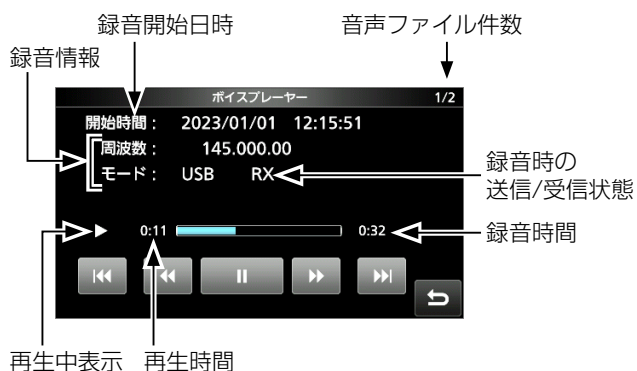 録音開始日時
音声ファイル件数
録音情報
ボイスプレーヤー 1/2
開始時間： 2023/01/01 12:15:51
周波数： 145.000.00
モード： USB RX
録音時の
送信/受信状態
0:11 0:32
録音時間
再生中表示 再生時間